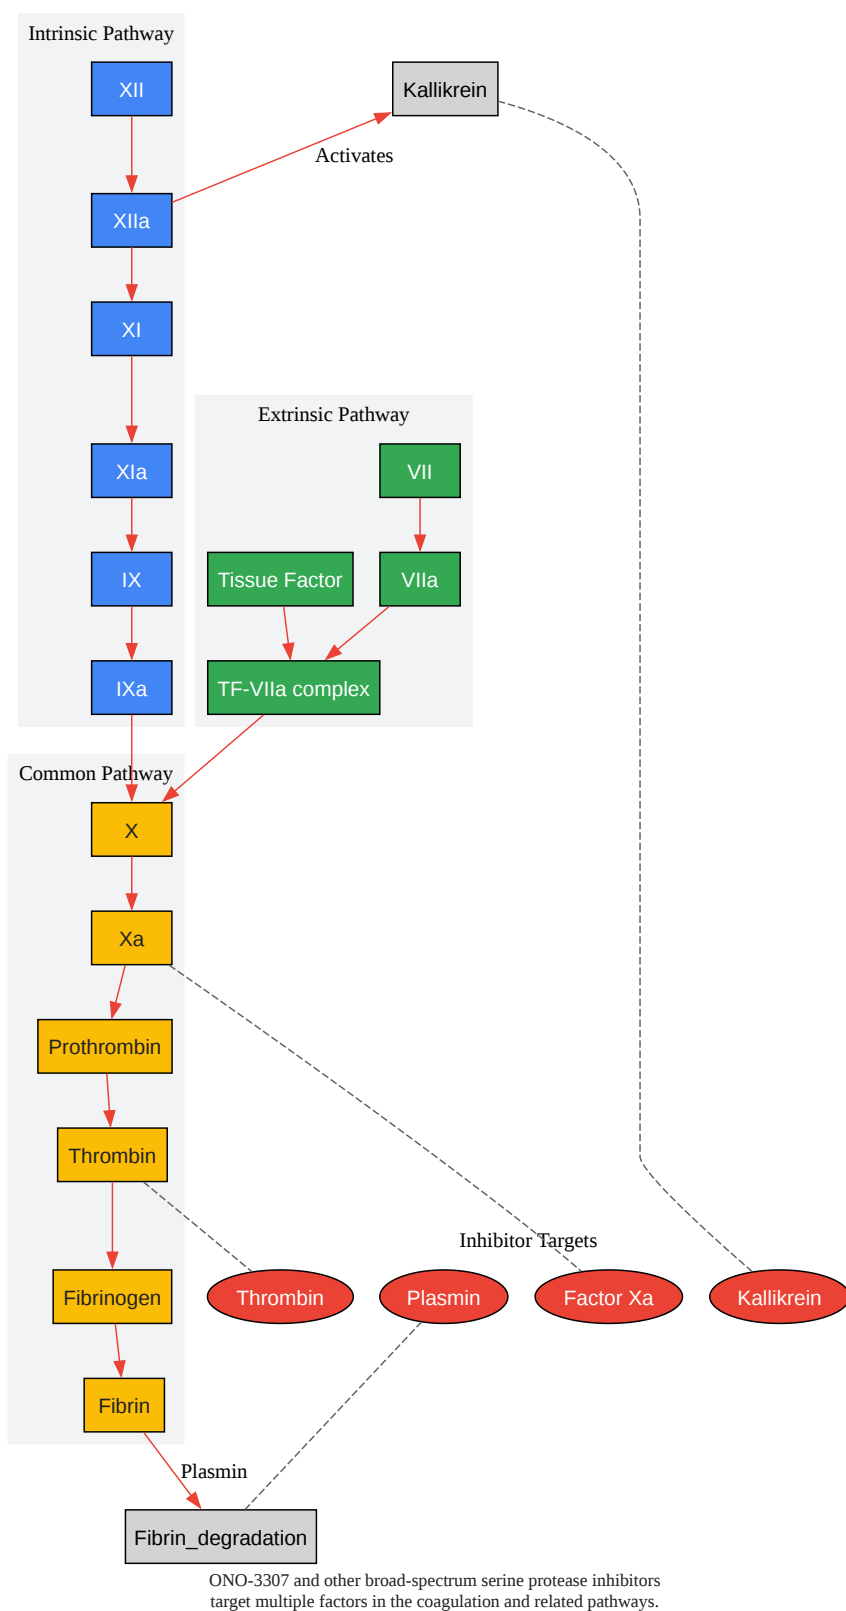 Intrinsic Pathway
XII
Kallikrein
Activates
XIIa
XI
Extrinsic Pathway
XIa
VII
IX
Tissue Factor
VIIa
IXa
TF-VIIa complex
Common Pathway
X
Xa
Prothrombin
Thrombin
Inhibitor Targets
Fibrinogen
Thrombin
Plasmin
Factor Xa
Kallikrein
Fibrin
Plasmin
Fibrin_degradation
ONO-3307 and other broad-spectrum serine protease inhibitors
target multiple factors in the coagulation and related pathways.